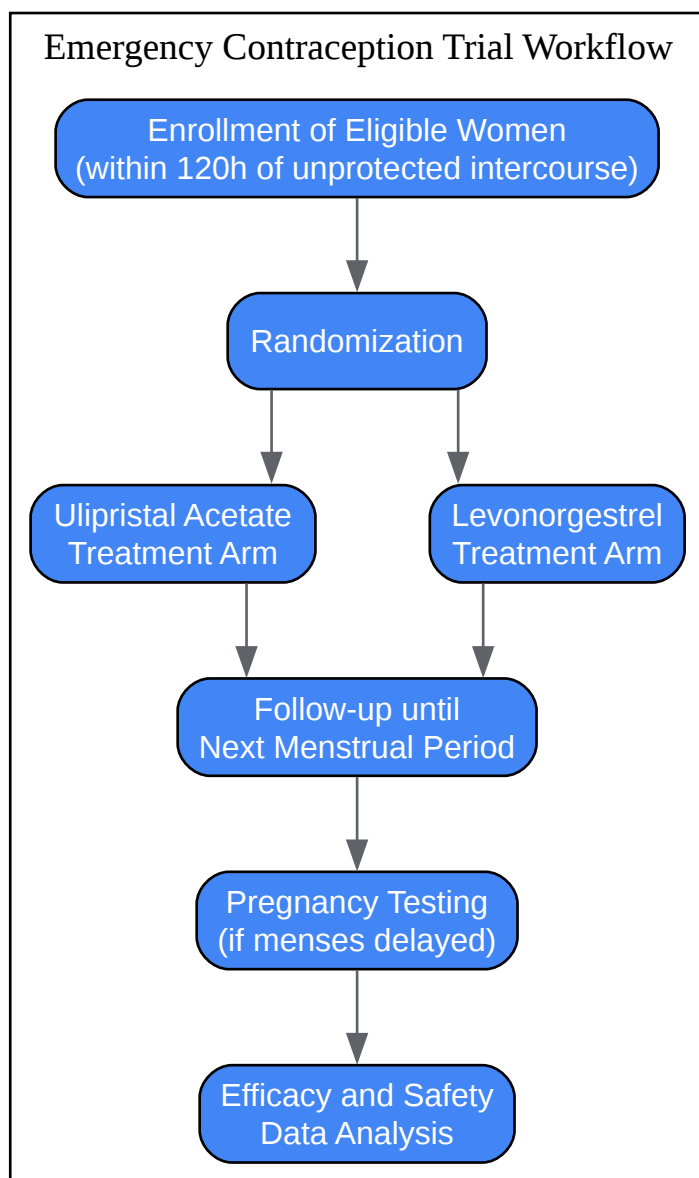 Emergency Contraception Trial Workflow
Enrollment of Eligible Women
(within 120h of unprotected intercourse)
Randomization
Ulipristal Acetate
Treatment Arm
Levonorgestrel
Treatment Arm
Follow-up until
Next Menstrual Period
Pregnancy Testing
(if menses delayed)
Efficacy and Safety
Data Analysis